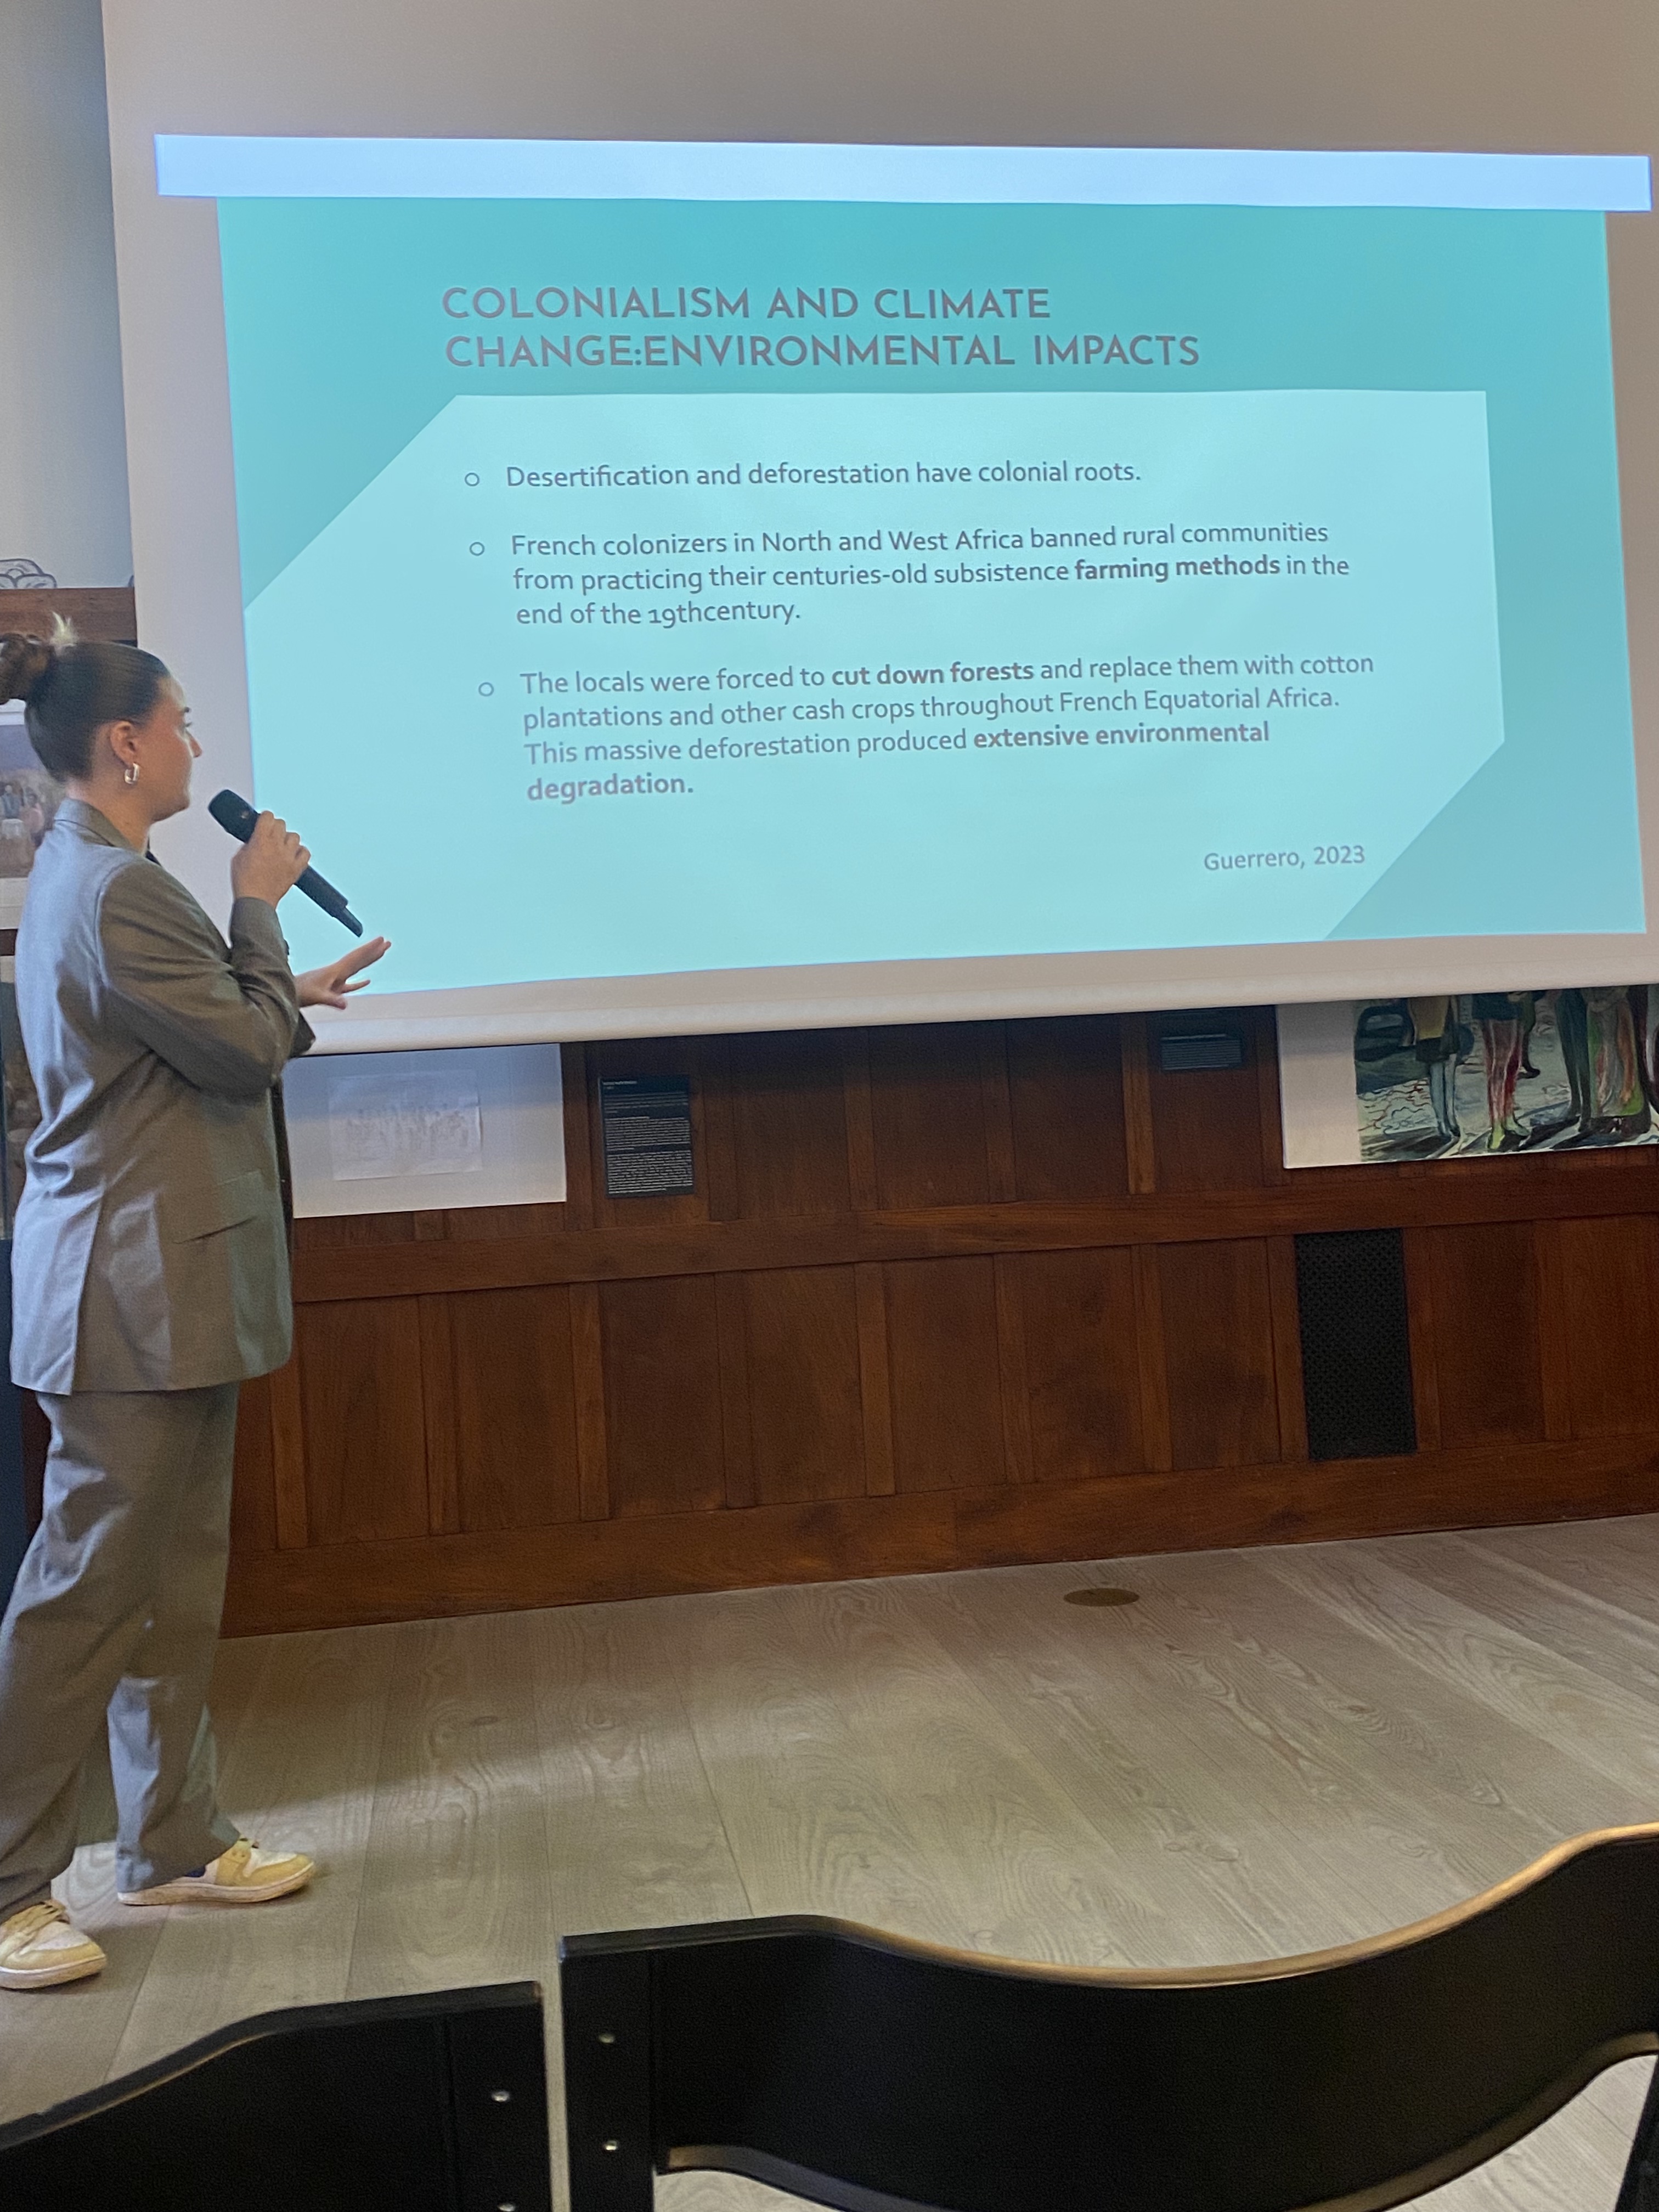 COLONIALISM AND CLIMATE
CHANGE:ENVIRONMENTAL IMPACTS
○ Desertification and deforestation have colonial roots.
○ French colonizers in North and West Africa banned rural communities
from practicing their centuries-old subsistence farming methods in the
end of the 19thcentury.
○ The locals were forced to cut down forests and replace them with cotton
plantations and other cash crops throughout French Equatorial Africa.
This massive deforestation produced extensive environmental
degradation.
Guerrero, 2023